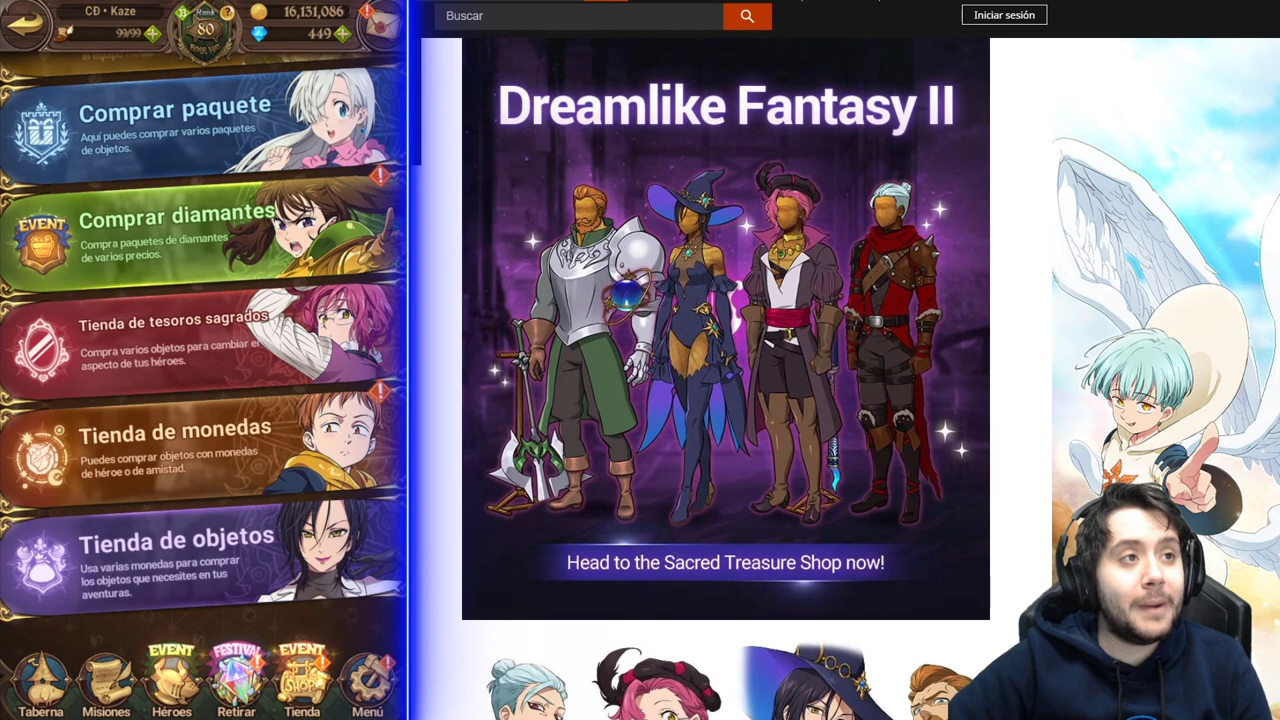 CĐ • Kaze
99/99
Rank
80
16,131,086
449
Comprar paquete
Aquí puedes comprar varios paquetes
de objetos.
EVENT
Comprar diamantes
Compra paquetes de diamantes
de varios precios.
Tienda de tesoros sagrados
Compra varios objetos para cambiar el
aspecto de tus héroes.
Tienda de monedas
Puedes comprar objetos con monedas
de héroe o de amistad.
Tienda de objetos
Usa varias monedas para comprar
los objetos que necesites en tus
aventuras.
EVENT
FESTIVAL
EVENT
SHOP
Taberna
Misiones
Héroes
Retirar
Tienda
Menú
Buscar
Iniciar sesión
Dreamlike Fantasy II
Head to the Sacred Treasure Shop now!